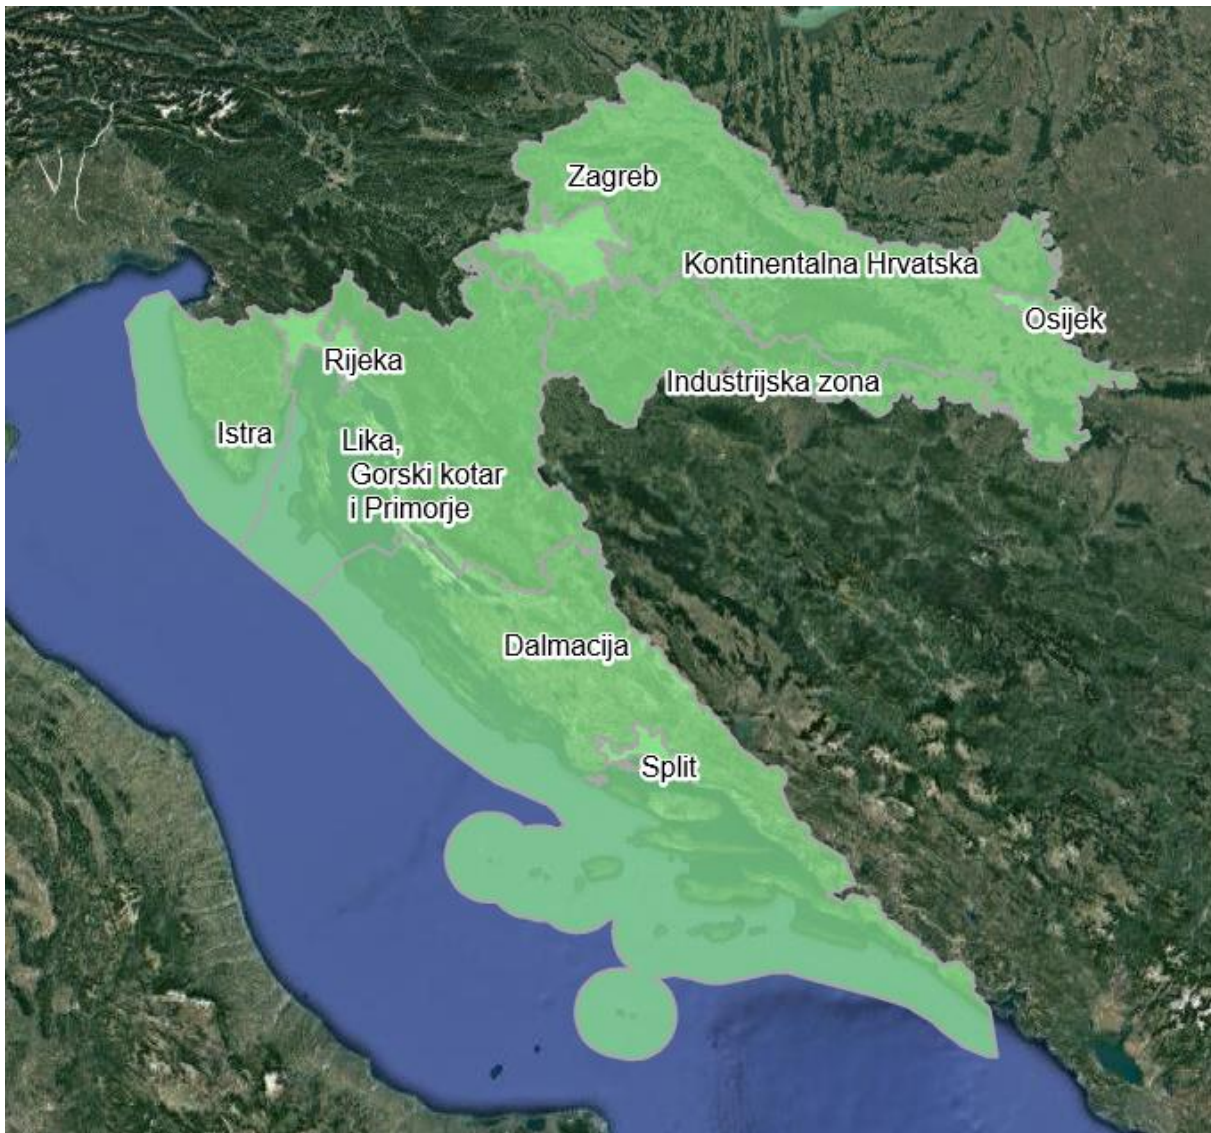 Zagreb
Kontinentalna Hrvatska
Osijek
Rijeka
Industrijska zona
Istra
Lika,
Gorski kotar
i Primorje
Dalmacija
Split